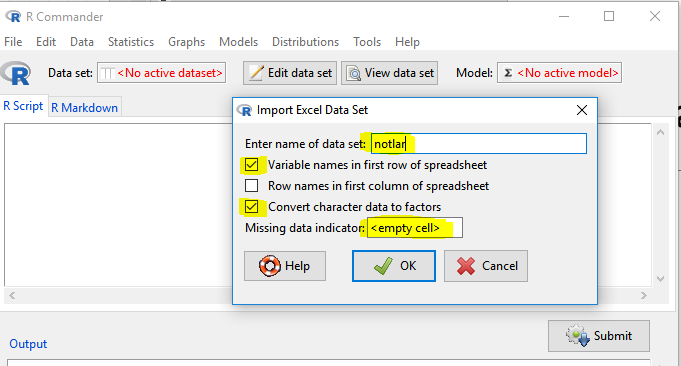 R Commander
File Edit Data Statistics Graphs Models Distributions Tools Help
Data set: <No active dataset> Edit data set View data set Model: Σ <No active model>
R Script R Markdown
Import Excel Data Set
Enter name of data set: notlar
Variable names in first row of spreadsheet
Row names in first column of spreadsheet
Convert character data to factors
Missing data indicator: <empty cell>
Help OK Cancel
Submit
Output